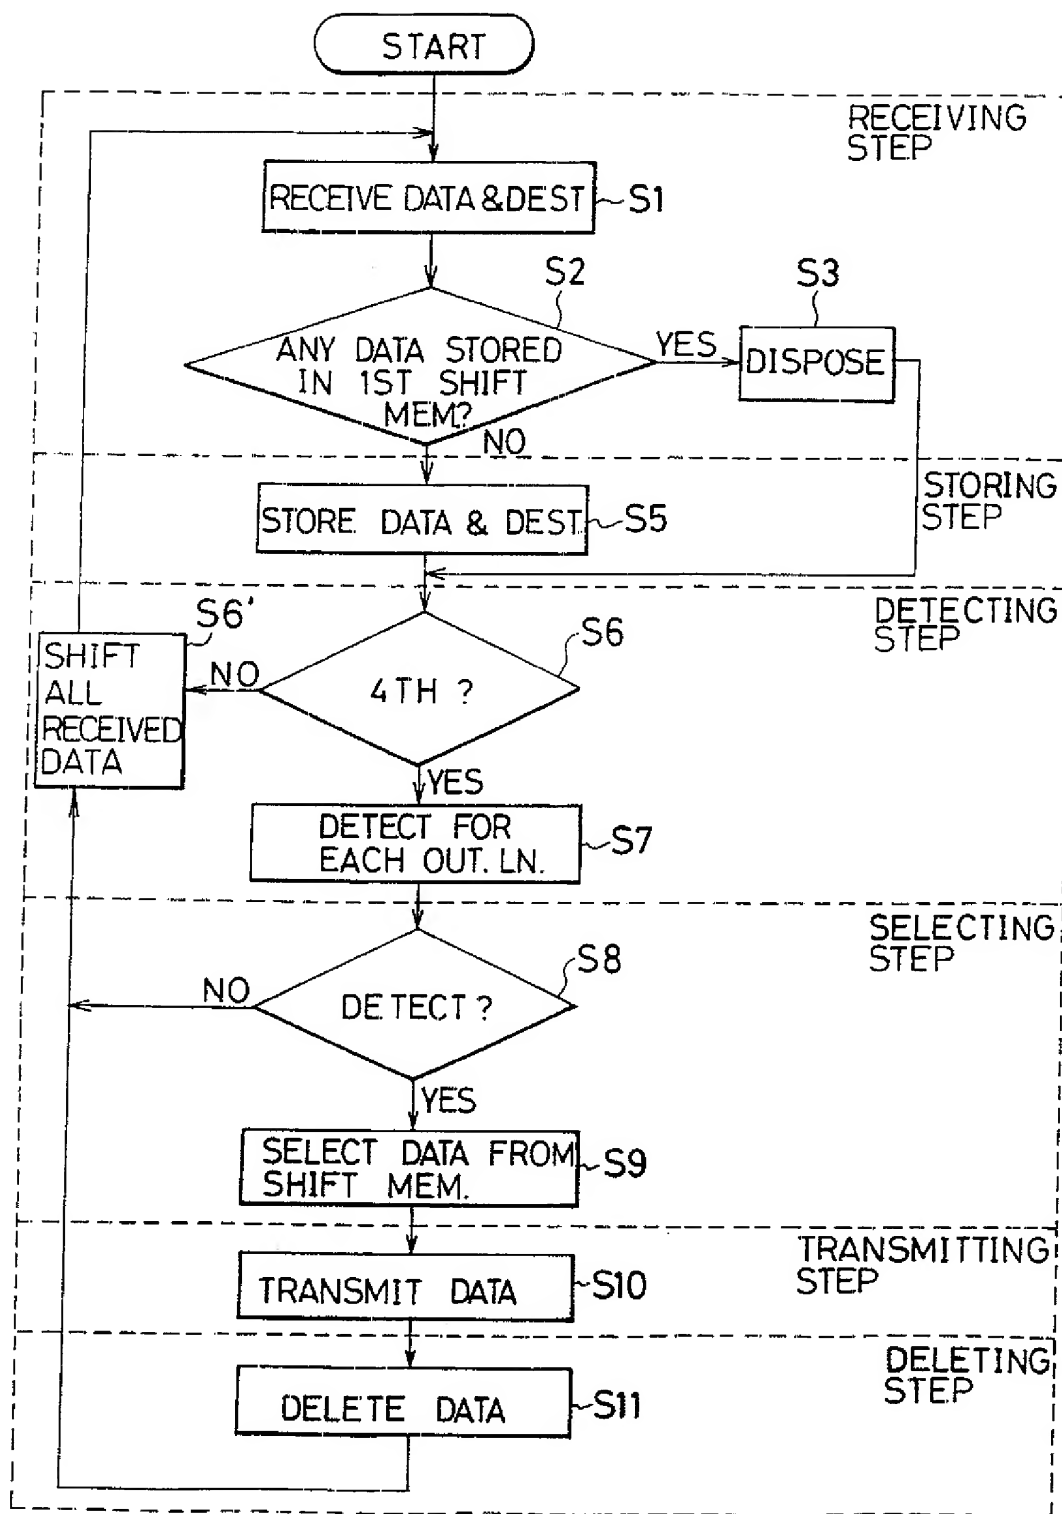 START
RECEIVING
STEP
RECEIVE DATA & DEST
S1
S2
S3
ANY DATA STORED
IN 1ST SHIFT
MEM?
YES
DISPOSE
NO
STORING
STEP
STORE DATA & DEST.
S5
DETECTING
STEP
S6'
S6
SHIFT
ALL
RECEIVED
DATA
NO
4TH ?
YES
DETECT FOR
EACH OUT. LN.
S7
SELECTING
STEP
S8
NO
DETECT ?
YES
SELECT DATA FROM
SHIFT MEM.
S9
TRANSMITTING
STEP
TRANSMIT DATA
S10
DELETING
STEP
DELETE DATA
S11